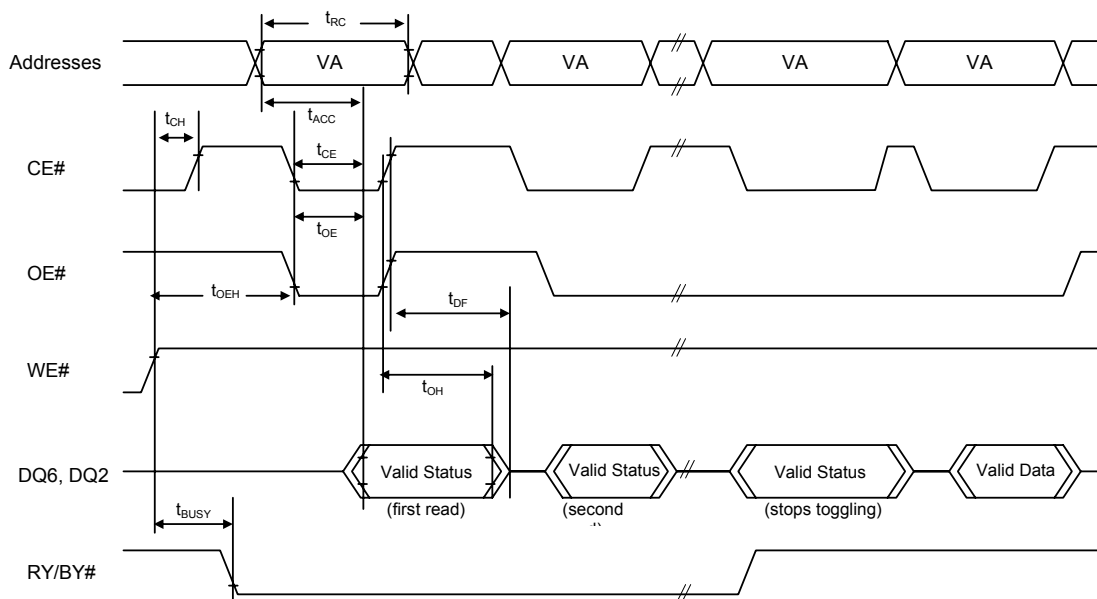 tRC
Addresses VA VA VA VA
tACC
tCH
tCE
CE#
tOE
OE#
tOEH
tDF
WE#
tOH
DQ6, DQ2 Valid Status Valid Status Valid Status Valid Data
(first read) (second (stops toggling)
tBUSY
RY/BY#